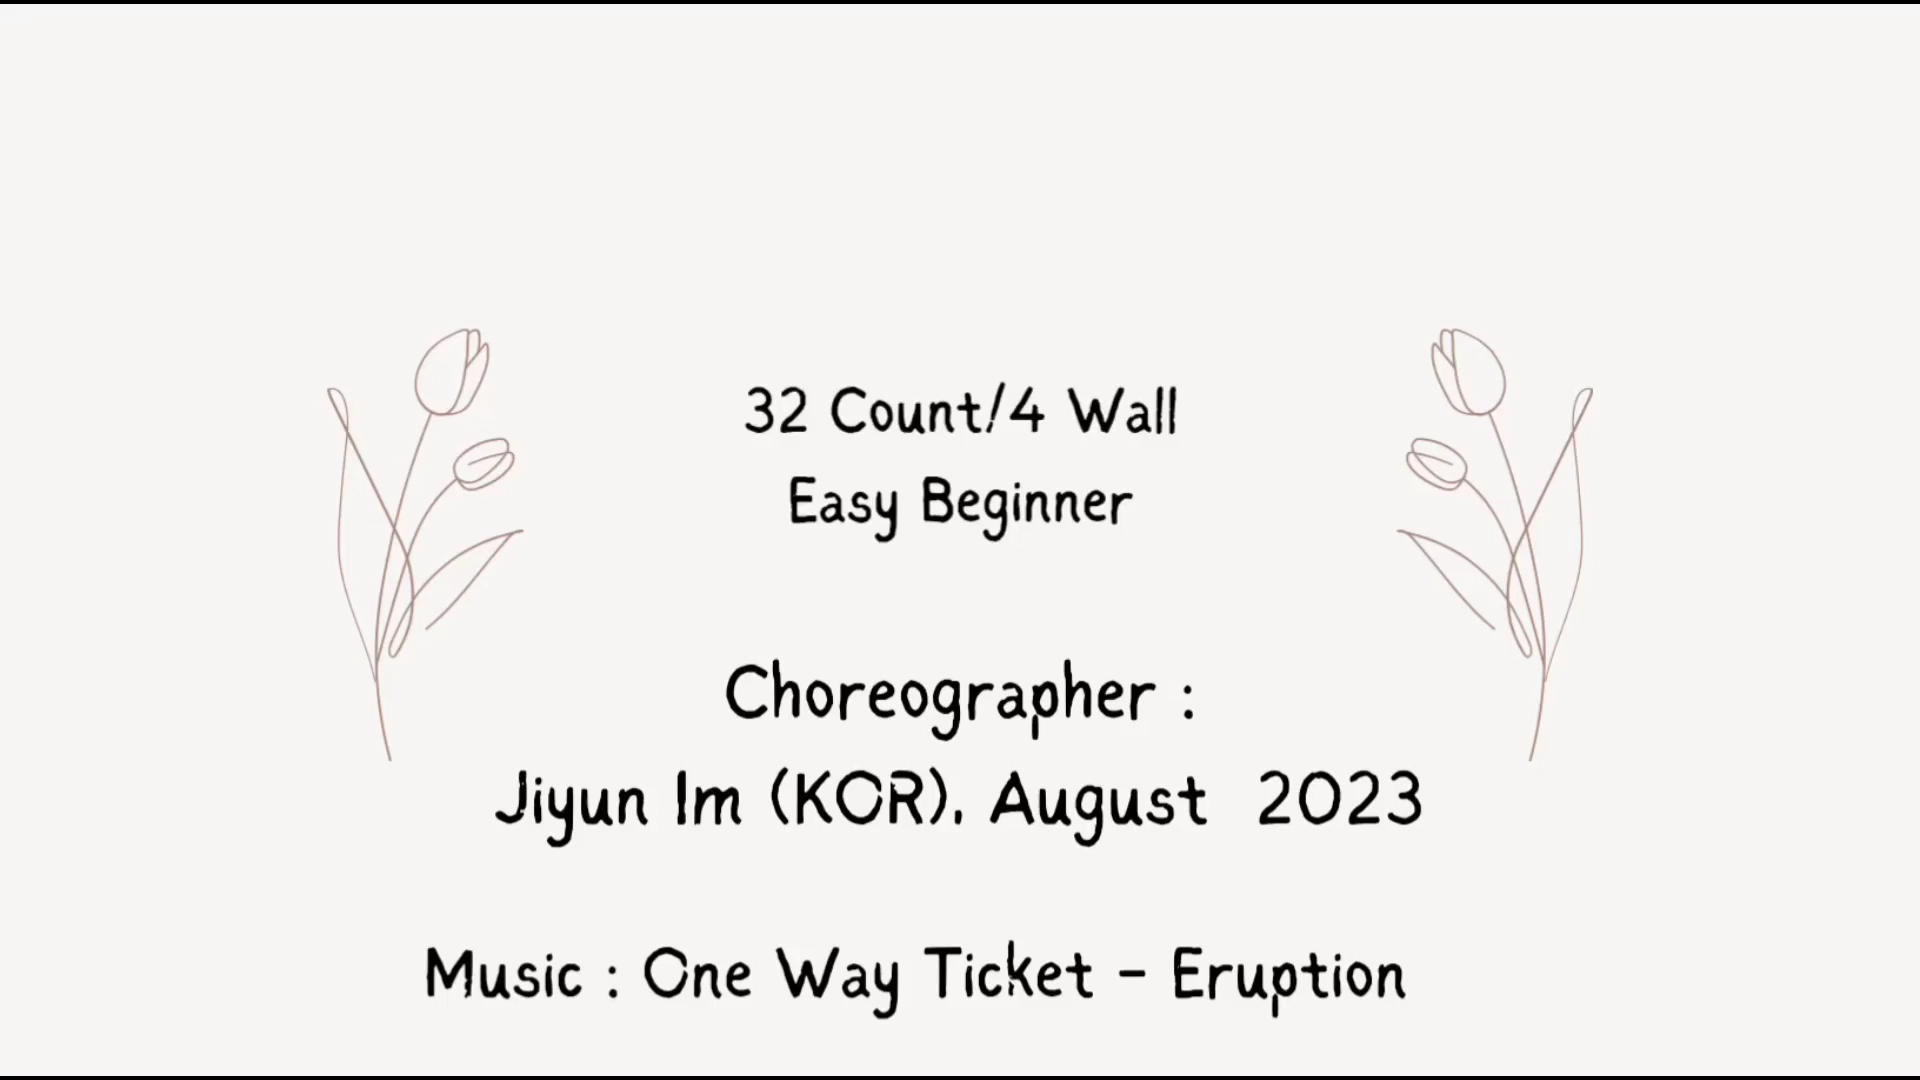 32 Count/4 Wall
Easy Beginner
Choreographer :
Jiyun Im (KOR), August 2023
Music : One Way Ticket - Eruption